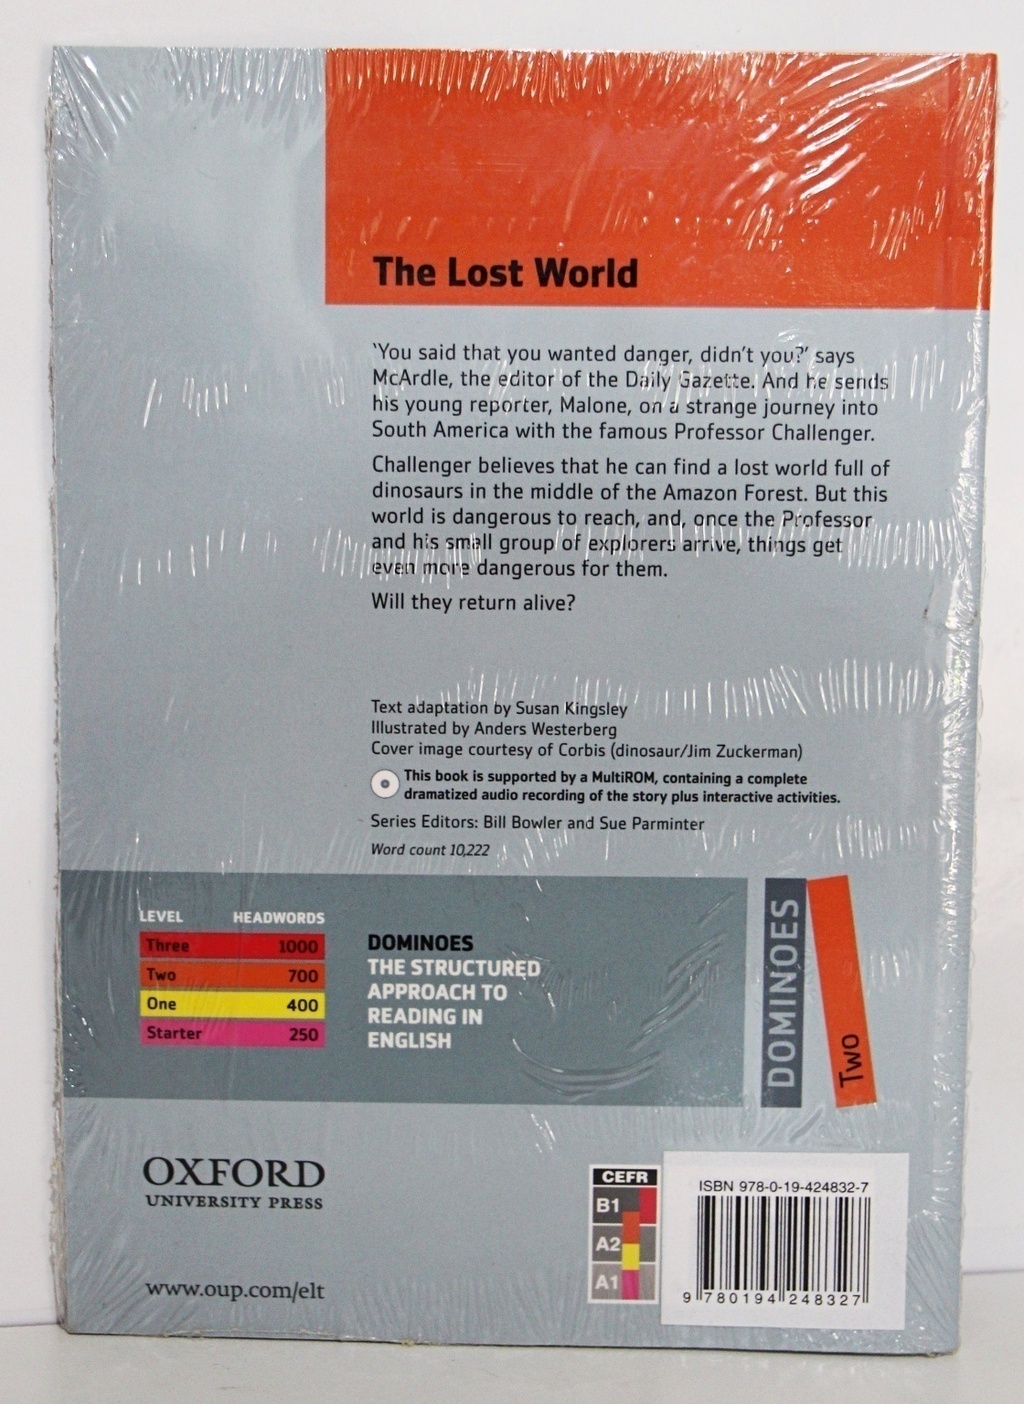 The Lost World
'You said that you wanted danger, didn't you?' says
McArdle, the editor of the Daily Gazette. And he sends
his young reporter, Malone, on a strange journey into
South America with the famous Professor Challenger.
Challenger believes that he can find a lost world full of
dinosaurs in the middle of the Amazon Forest. But this
world is dangerous to reach, and, once the Professor
and his small group of explorers arrive, things get
even more dangerous for them.
Will they return alive?
Text adaptation by Susan Kingsley
Illustrated by Anders Westerberg
Cover image courtesy of Corbis (dinosaur/Jim Zuckerman)
This book is supported by a MultiROM, containing a complete
dramatized audio recording of the story plus interactive activities.
Series Editors: Bill Bowler and Sue Parminter
Word count 10,222
LEVEL HEADWORDS
Three 1000
Two 700
One 400
Starter 250
DOMINOES
THE STRUCTURED
APPROACH TO
READING IN
ENGLISH
DOMINOES
Two
OXFORD
UNIVERSITY PRESS
www.oup.com/elt
CEFR
B1
A2
A1
ISBN 978-0-19-424832-7
9 780194 248327